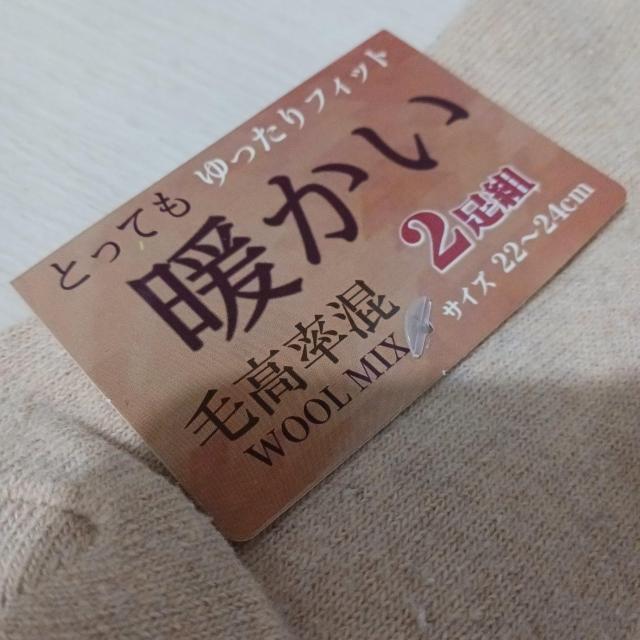 とっても ゆったりフィット
暖かい
2足組
サイズ 22～24cm
毛高率混
WOOL MIX